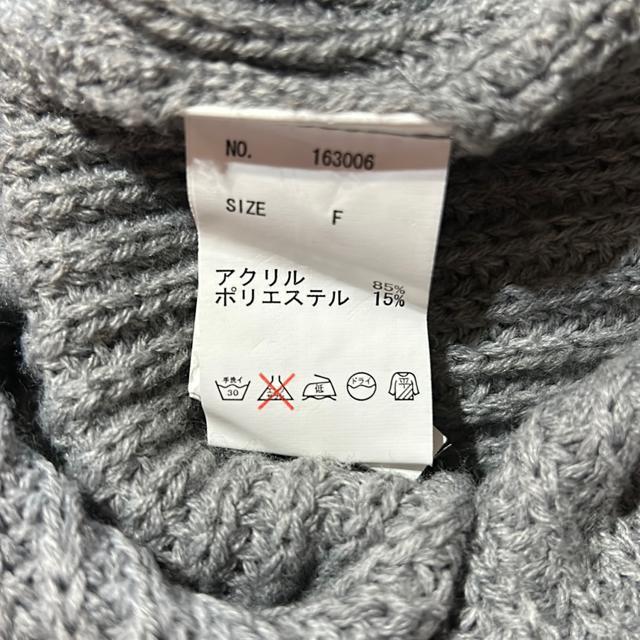 NO. 163006
SIZE F
アクリル 85%
ポリエステル 15%
手洗イ 30 低 ドライ 平